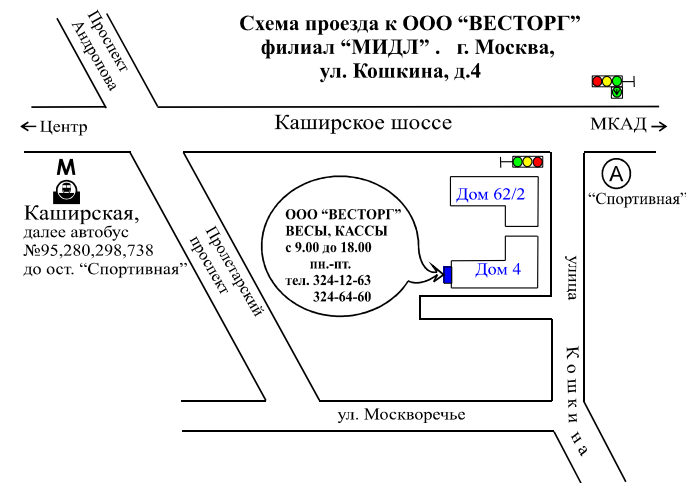 Схема проезда к ООО “ВЕСТОРГ”
филиал “МИДЛ” . г. Москва,
ул. Кошкина, д.4
Проспект
Андропова
Каширское шоссе
Центр
МКАД
М
Каширская,
далее автобус
№95,280,298,738
до ост. “Спортивная”
А
“Спортивная”
Дом 62/2
ООО “ВЕСТОРГ”
ВЕСЫ, КАССЫ
с 9.00 до 18.00
пн.-пт.
тел. 324-12-63
324-64-60
Дом 4
Пролетарский
проспект
улица Кошкина
ул. Москворечье